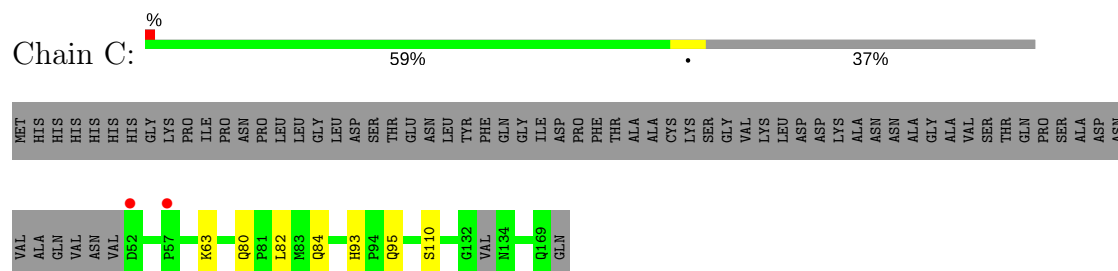 %
Chain C:
59% • 37%
MET HIS HIS HIS HIS HIS HIS GLY LYS PRO ILE PRO ASN PRO LEU LEU GLY LEU ASP SER THR GLU ASN LEU TYR PHE GLN GLY ILE ASP PRO PHE THR ALA ALA CYS LYS SER GLY VAL LYS LEU ASP ASP LYS ALA ASN ASN ALA GLY ALA VAL SER THR GLN PRO SER ALA ASP ASN
VAL ALA GLN VAL ASN VAL D52 P57 K63 Q80 P81 L82 M83 Q84 H93 P94 Q95 S110 G132 VAL N134 Q169 GLN